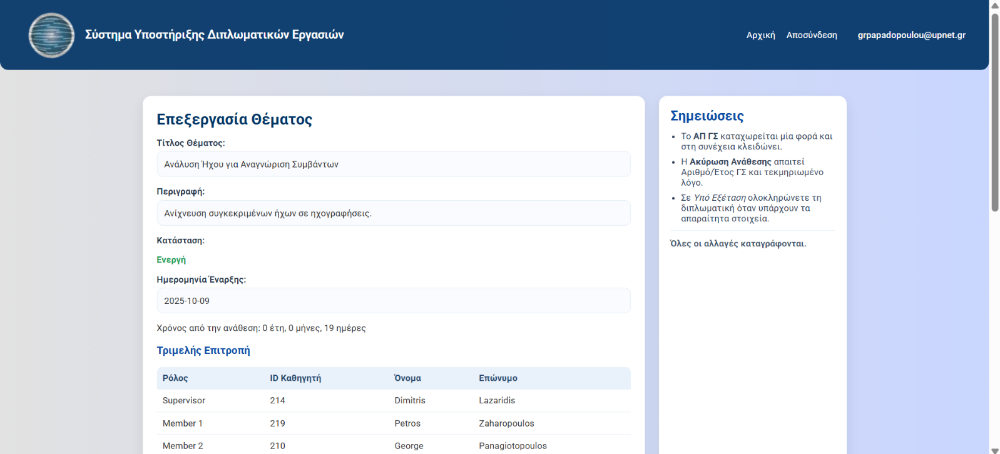 Σύστημα Υποστήριξης Διπλωματικών Εργασιών
Αρχική Αποσύνδεση grpapadopoulou@upnet.gr
Επεξεργασία Θέματος
Τίτλος Θέματος:
Ανάλυση Ήχου για Αναγνώριση Συμβάντων
Περιγραφή:
Ανίχνευση συγκεκριμένων ήχων σε ηχογραφήσεις.
Κατάσταση:
Ενεργή
Ημερομηνία Έναρξης:
2025-10-09
Χρόνος από την ανάθεση: 0 έτη, 0 μήνες, 19 ημέρες
Τριμελής Επιτροπή
Ρόλος ID Καθηγητή Όνομα Επώνυμο
Supervisor 214 Dimitris Lazaridis
Member 1 219 Petros Zaharopoulos
Member 2 210 George Panagiotopoulos
Σημειώσεις
• Το ΑΠ ΓΣ καταχωρείται μία φορά και
στη συνέχεια κλειδώνει.
• Η Ακύρωση Ανάθεσης απαιτεί
Αριθμό/Έτος ΓΣ και τεκμηριωμένο
λόγο.
• Σε Υπό Εξέταση ολοκληρώνετε τη
διπλωματική όταν υπάρχουν τα
απαραίτητα στοιχεία.
Όλες οι αλλαγές καταγράφονται.